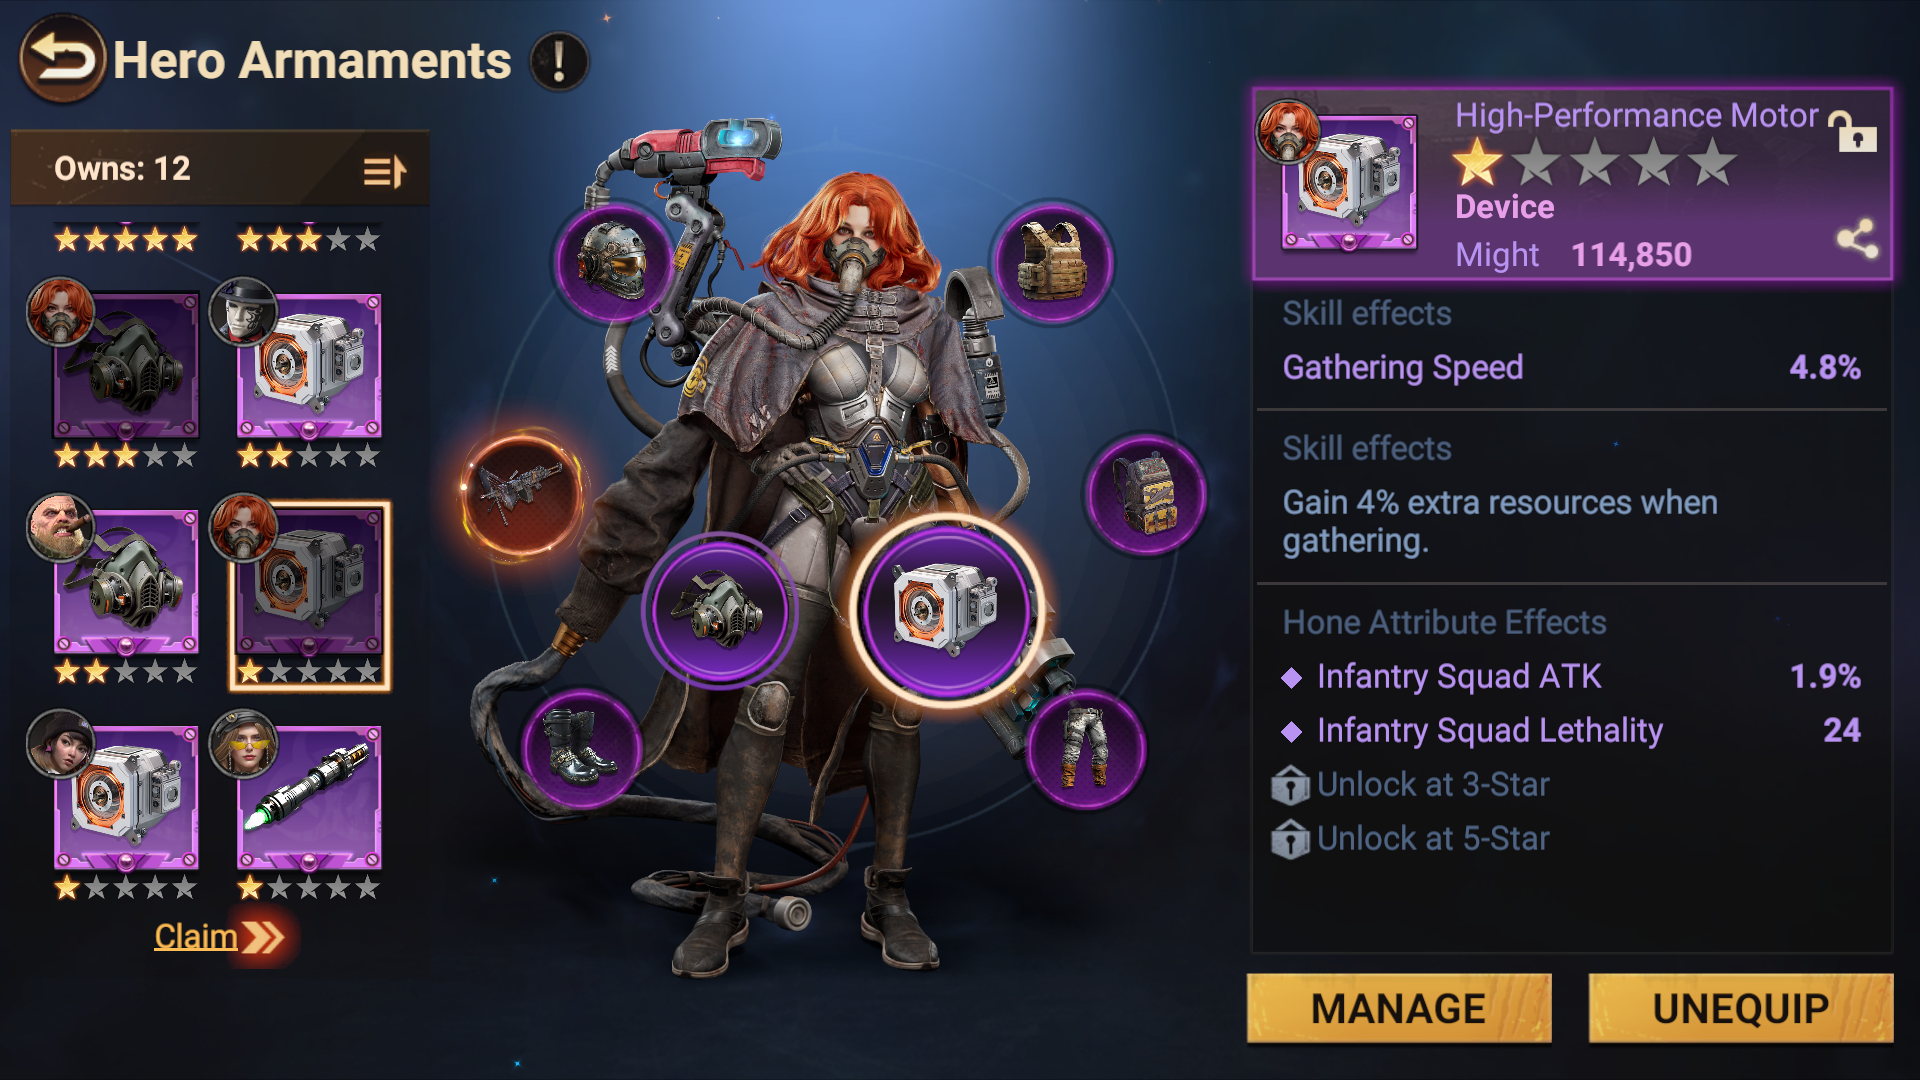 Hero Armaments
Owns: 12
Claim
High-Performance Motor
Device
Might 114,850
Skill effects
Gathering Speed 4.8%
Skill effects
Gain 4% extra resources when
gathering.
Hone Attribute Effects
Infantry Squad ATK 1.9%
Infantry Squad Lethality 24
Unlock at 3-Star
Unlock at 5-Star
MANAGE
UNEQUIP